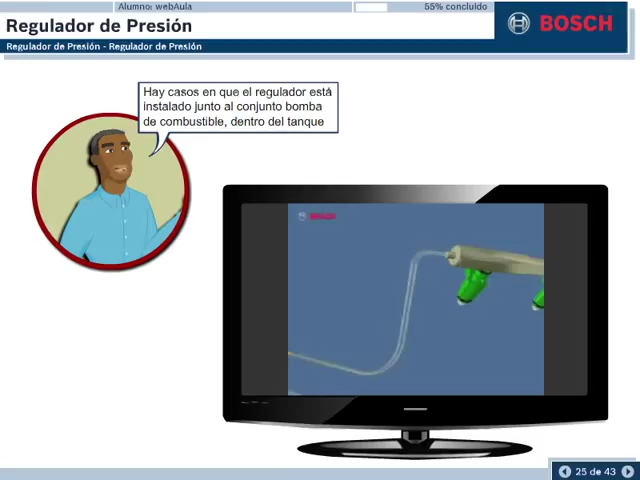 Alumno: webAula
55% concluído
Regulador de Presión
BOSCH
Regulador de Presión - Regulador de Presión
Hay casos en que el regulador está
instalado junto al conjunto bomba
de combustible, dentro del tanque
BOSCH
25 de 43